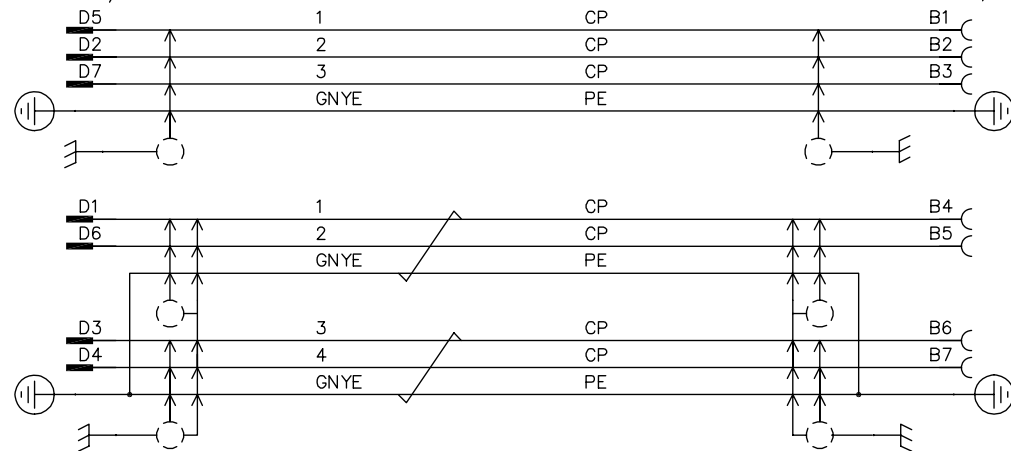 D5 1 CP B1
D2 2 CP B2
D7 3 CP B3
GNYE PE
D1 1 CP B4
D6 2 CP B5
GNYE PE
D3 3 CP B6
D4 4 CP B7
GNYE PE